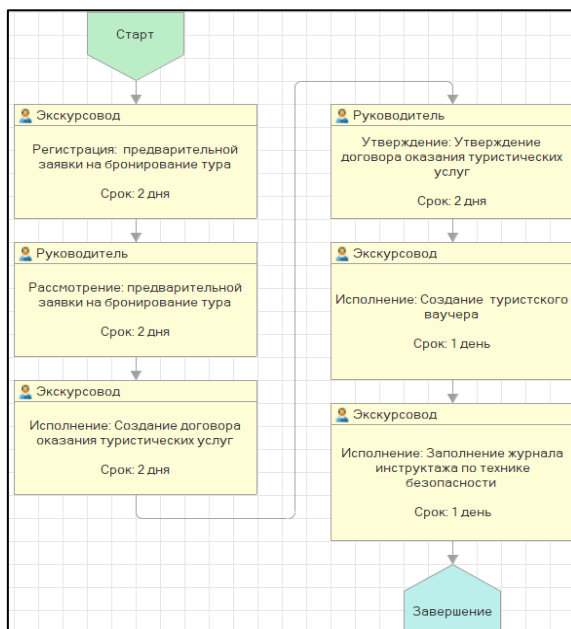 Старт
Экскурсовод
Регистрация: предварительной
заявки на бронирование тура
Срок: 2 дня
Руководитель
Рассмотрение: предварительной
заявки на бронирование тура
Срок: 2 дня
Экскурсовод
Исполнение: Создание договора
оказания туристических услуг
Срок: 2 дня
Руководитель
Утверждение: Утверждение
договора оказания туристических
услуг
Срок: 2 дня
Экскурсовод
Исполнение: Создание туристского
ваучера
Срок: 1 день
Экскурсовод
Исполнение: Заполнение журнала
инструктажа по технике
безопасности
Срок: 1 день
Завершение